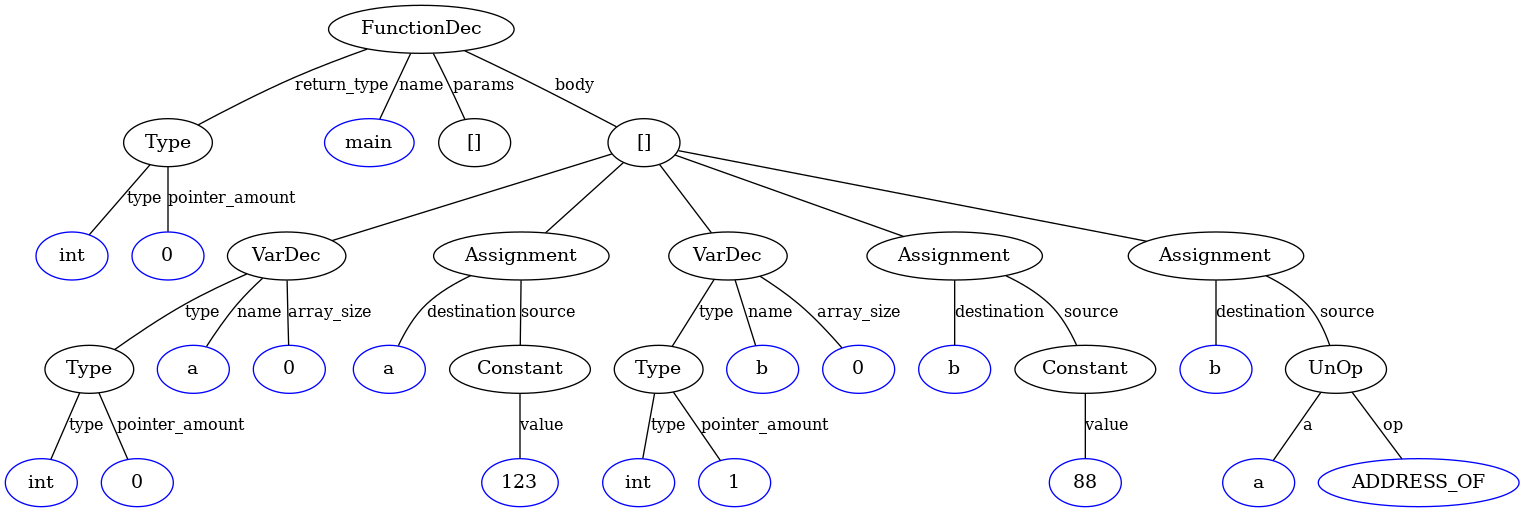 FunctionDec
return_type name params body
Type main [] []
type pointer_amount
int 0 VarDec Assignment VarDec Assignment Assignment
type name array_size destination source type name array_size destination source destination source
Type a 0 a Constant Type b 0 b Constant b UnOp
type pointer_amount value type pointer_amount value a op
int 0 123 int 1 88 a ADDRESS_OF